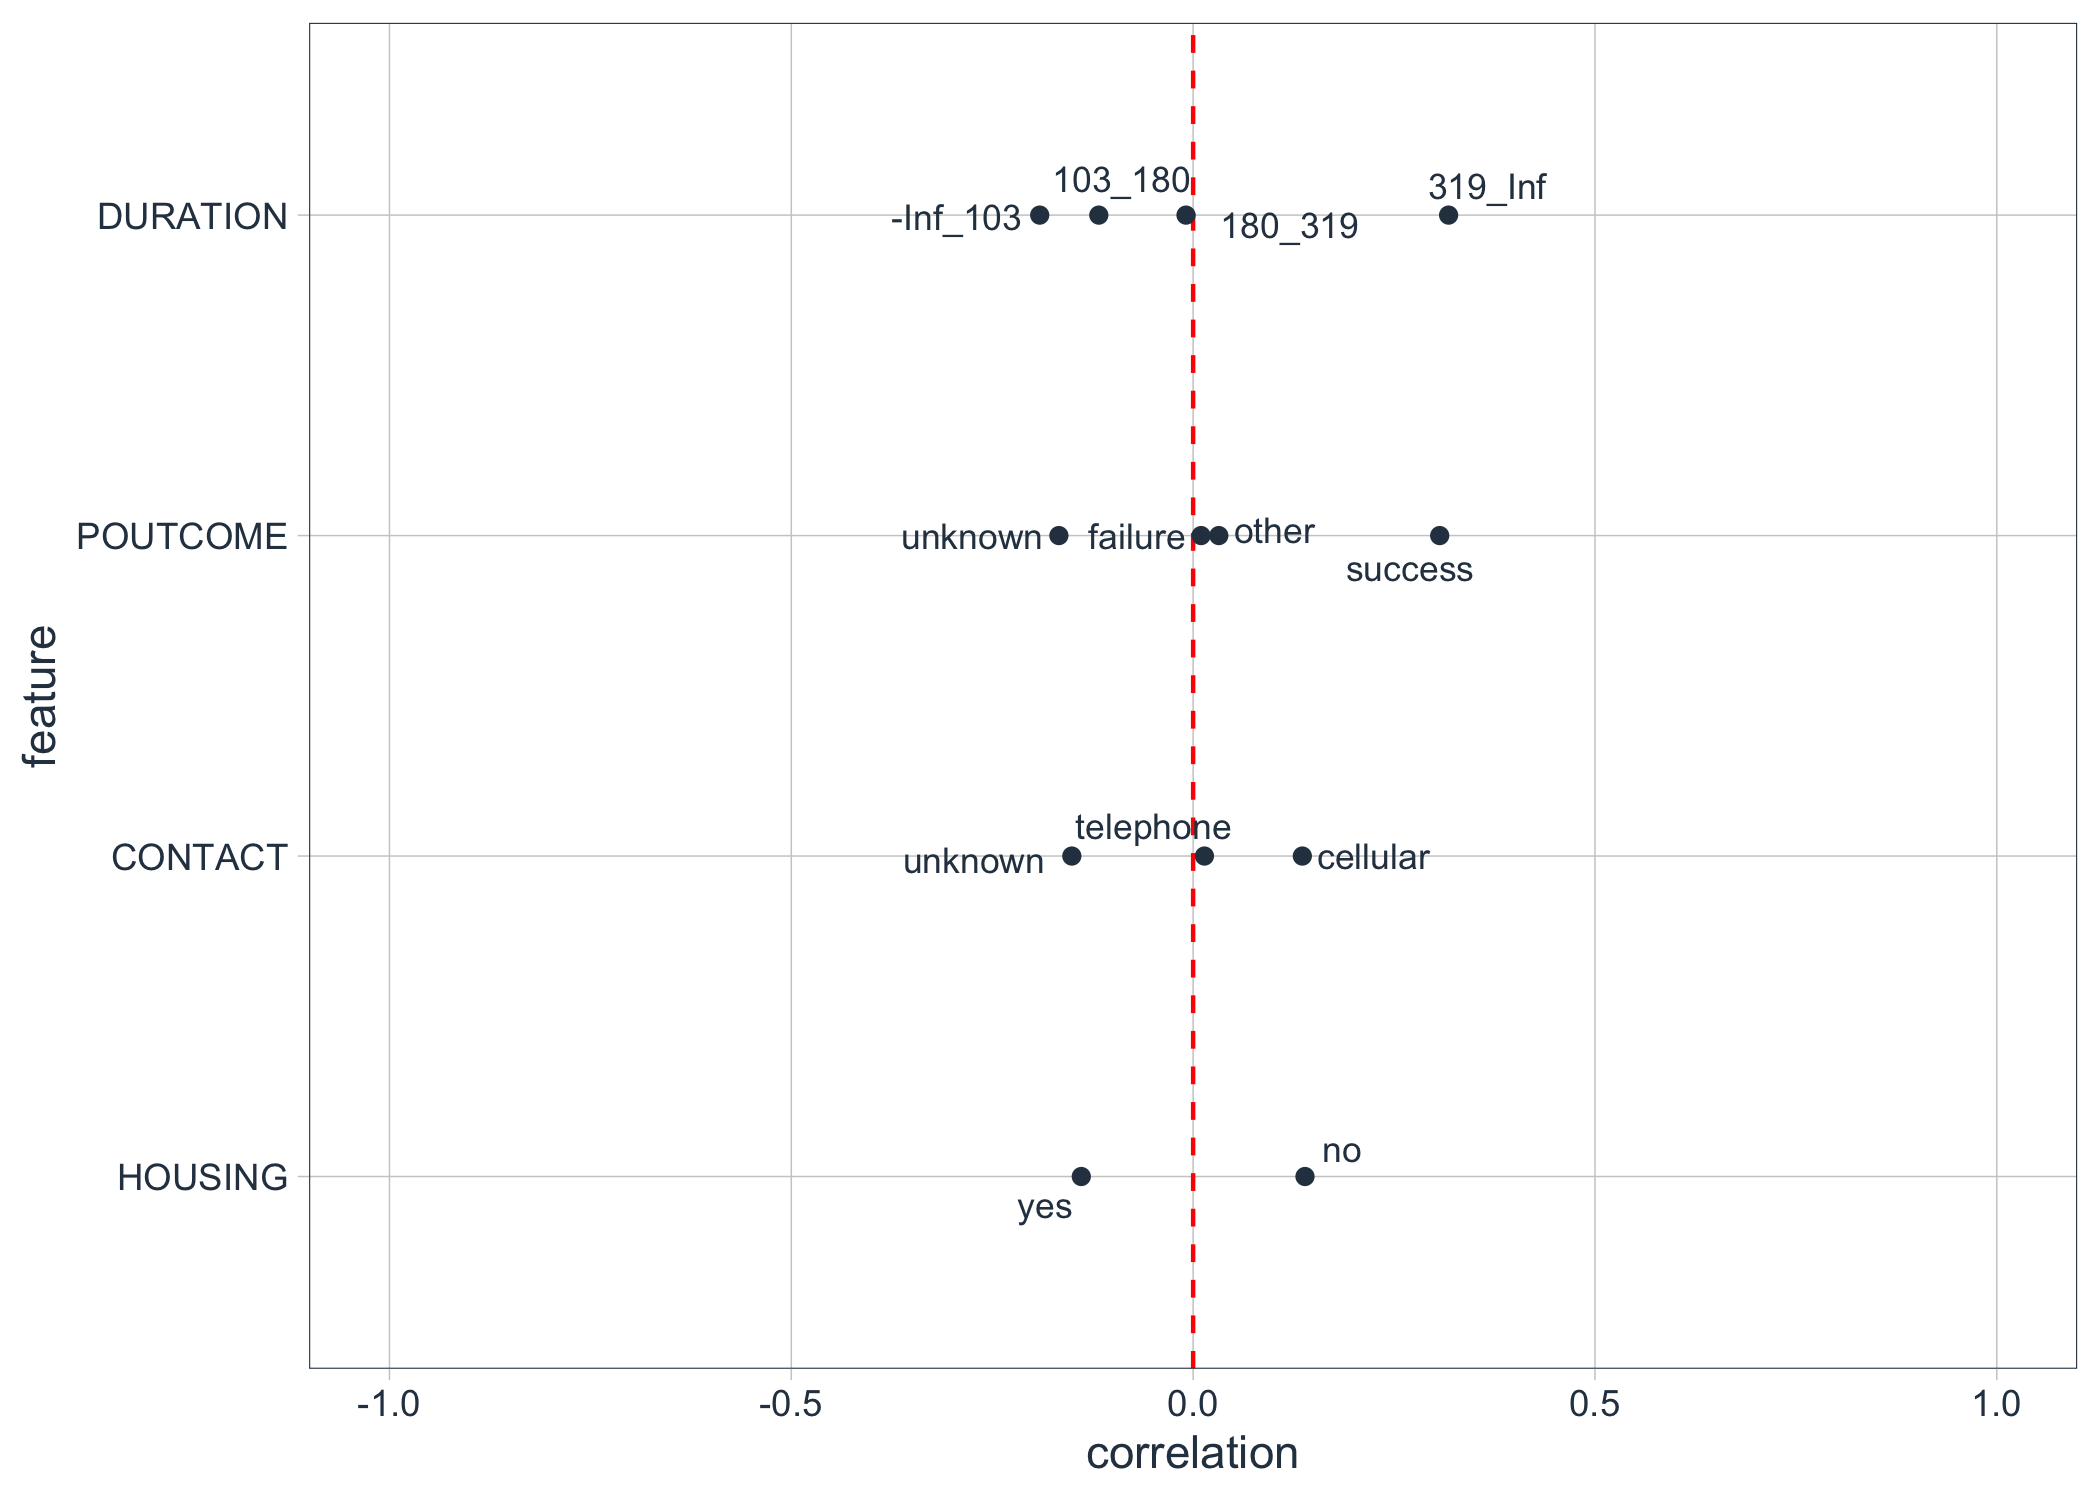 103_180
319_Inf
DURATION
-Inf_103
180_319
POUTCOME
unknown
failure
other
success
feature
telephone
CONTACT
unknown
cellular
no
HOUSING
yes
-1.0
-0.5
0.0
0.5
1.0
correlation